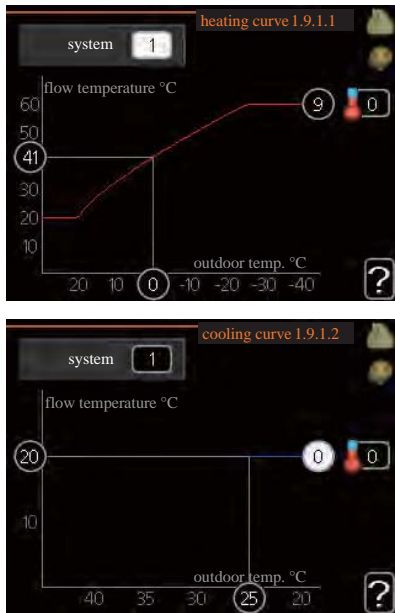 heating curve 1.9.1.1
system 1
flow temperature °C
60
9 0
50
41
30
20
10
outdoor temp. °C
20 10 0 -10 -20 -30 -40 ?
cooling curve 1.9.1.2
system 1
flow temperature °C
20 0 0
10
outdoor temp. °C
40 35 30 25 20 ?